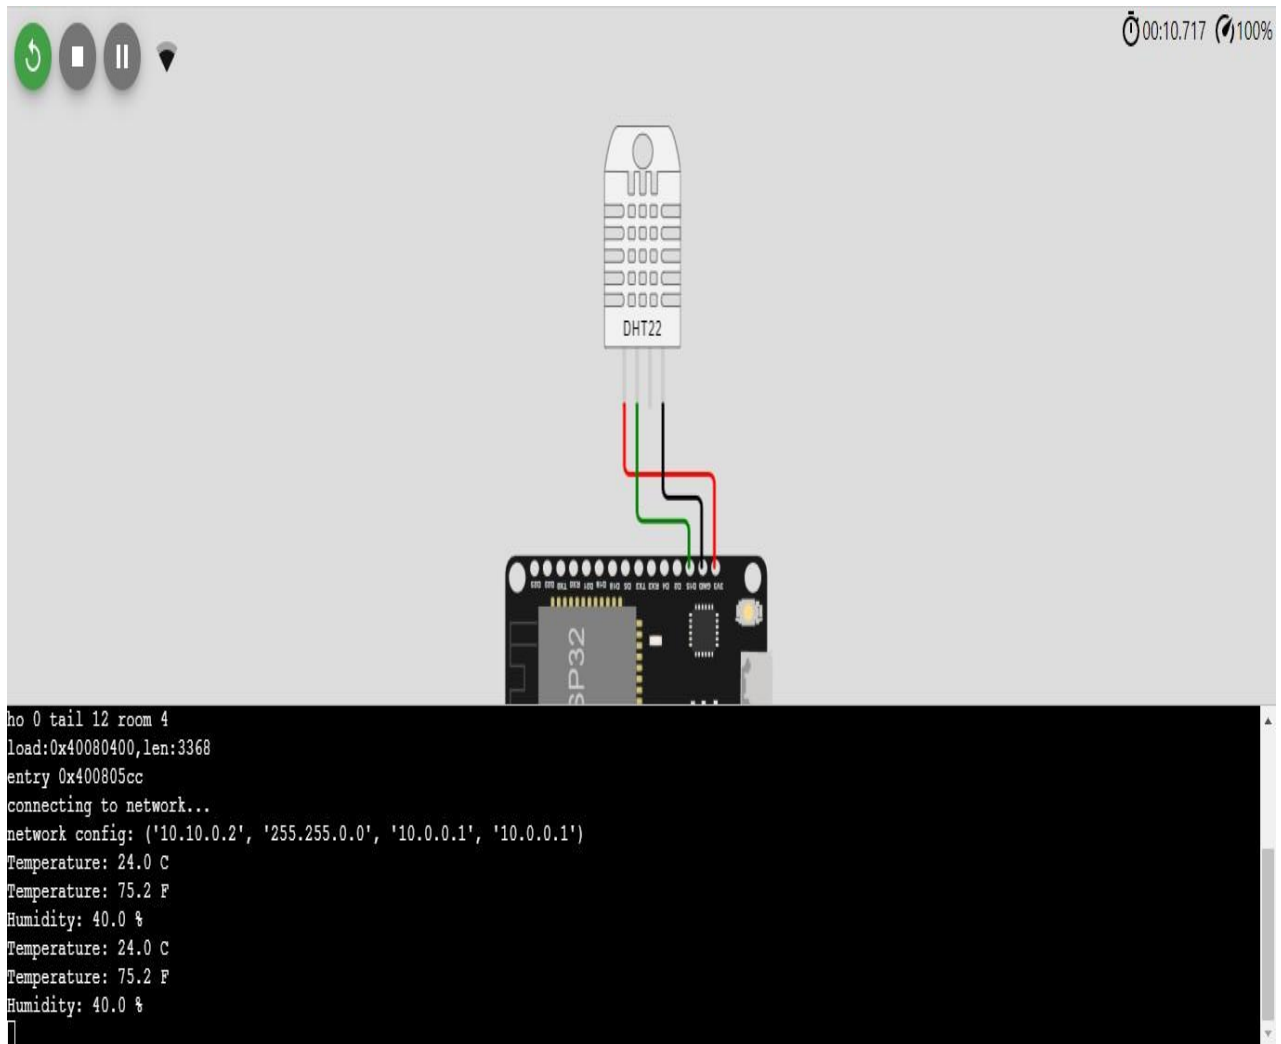 00:10.717 100%
DHT22
D15 GND 3V3
SP32
ho 0 tail 12 room 4
load:0x40080400,len:3368
entry 0x400805cc
connecting to network...
network config: ('10.10.0.2', '255.255.0.0', '10.0.0.1', '10.0.0.1')
Temperature: 24.0 C
Temperature: 75.2 F
Humidity: 40.0 %
Temperature: 24.0 C
Temperature: 75.2 F
Humidity: 40.0 %